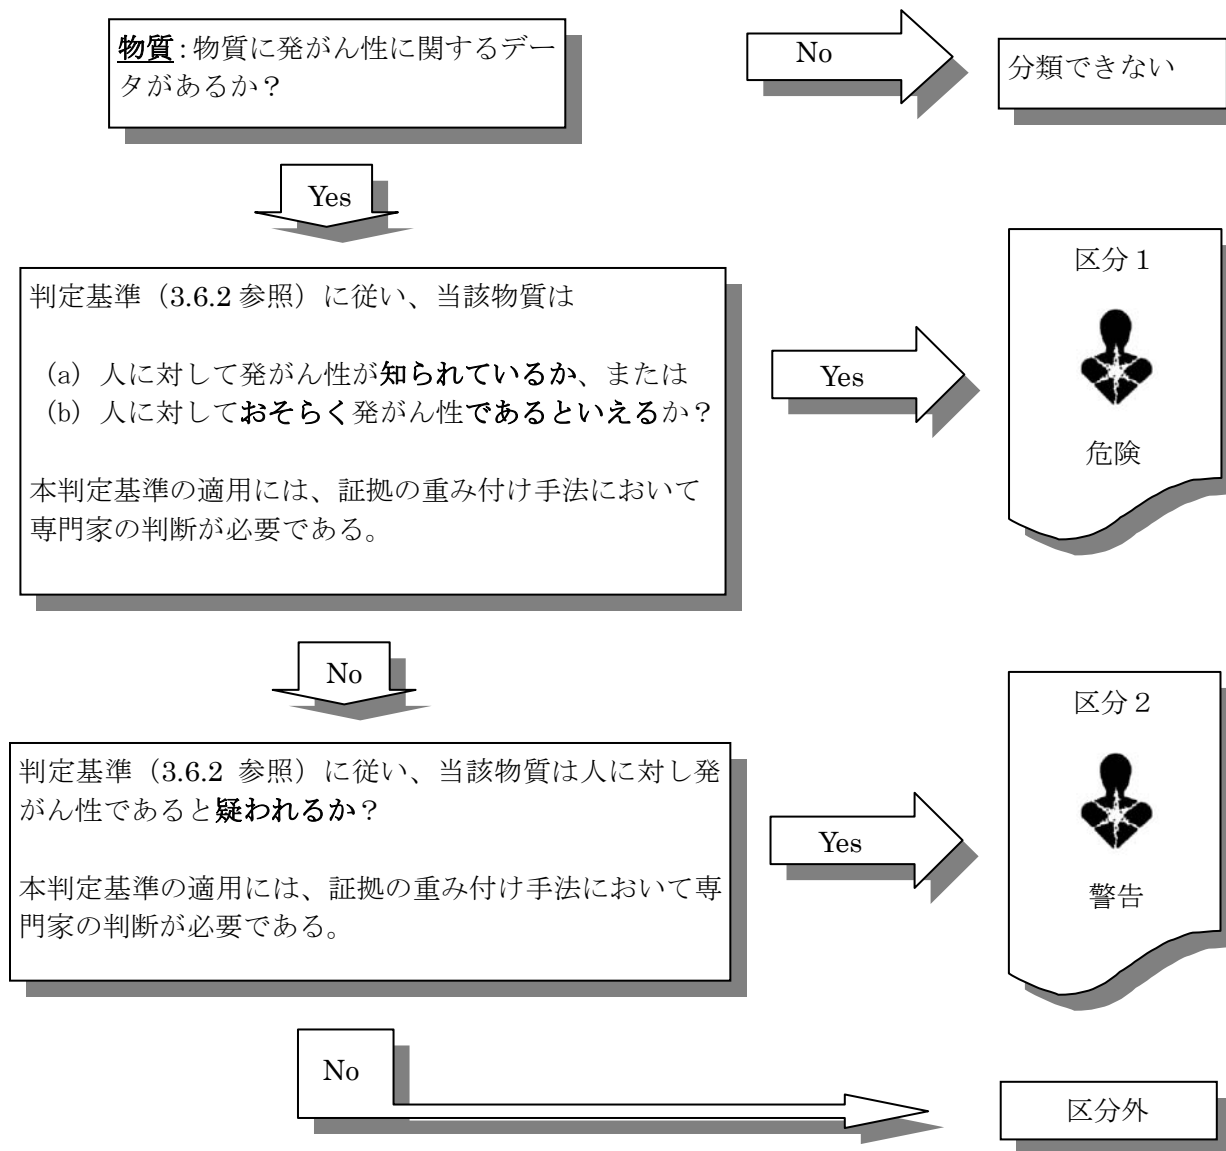 物質:物質に発がん性に関するデー
タがあるか?
No
分類できない
Yes
判定基準(3.6.2 参照)に従い、当該物質は
(a) 人に対して発がん性が知られているか、または
(b) 人に対しておそらく発がん性であるといえるか?
本判定基準の適用には、証拠の重み付け手法において
専門家の判断が必要である。
Yes
区分1
危険
No
判定基準(3.6.2 参照)に従い、当該物質は人に対し発
がん性であると疑われるか?
本判定基準の適用には、証拠の重み付け手法において専
門家の判断が必要である。
Yes
区分2
警告
No
区分外